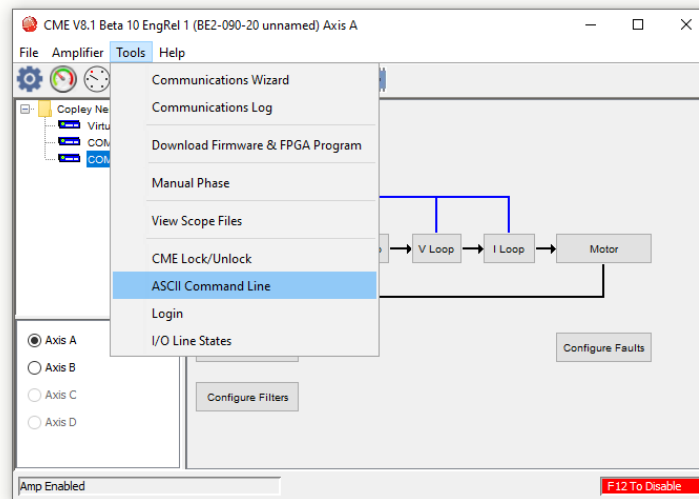 CME V8.1 Beta 10 EngRel 1 (BE2-090-20 unnamed) Axis A
File Amplifier Tools Help
Communications Wizard
Communications Log
Download Firmware & FPGA Program
Manual Phase
View Scope Files
CME Lock/Unlock
ASCII Command Line
Login
I/O Line States
Copley Ne
Virtu
COM
COM
V Loop
I Loop
Motor
Axis A
Axis B
Axis C
Axis D
Configure Faults
Configure Filters
Amp Enabled
F12 To Disable